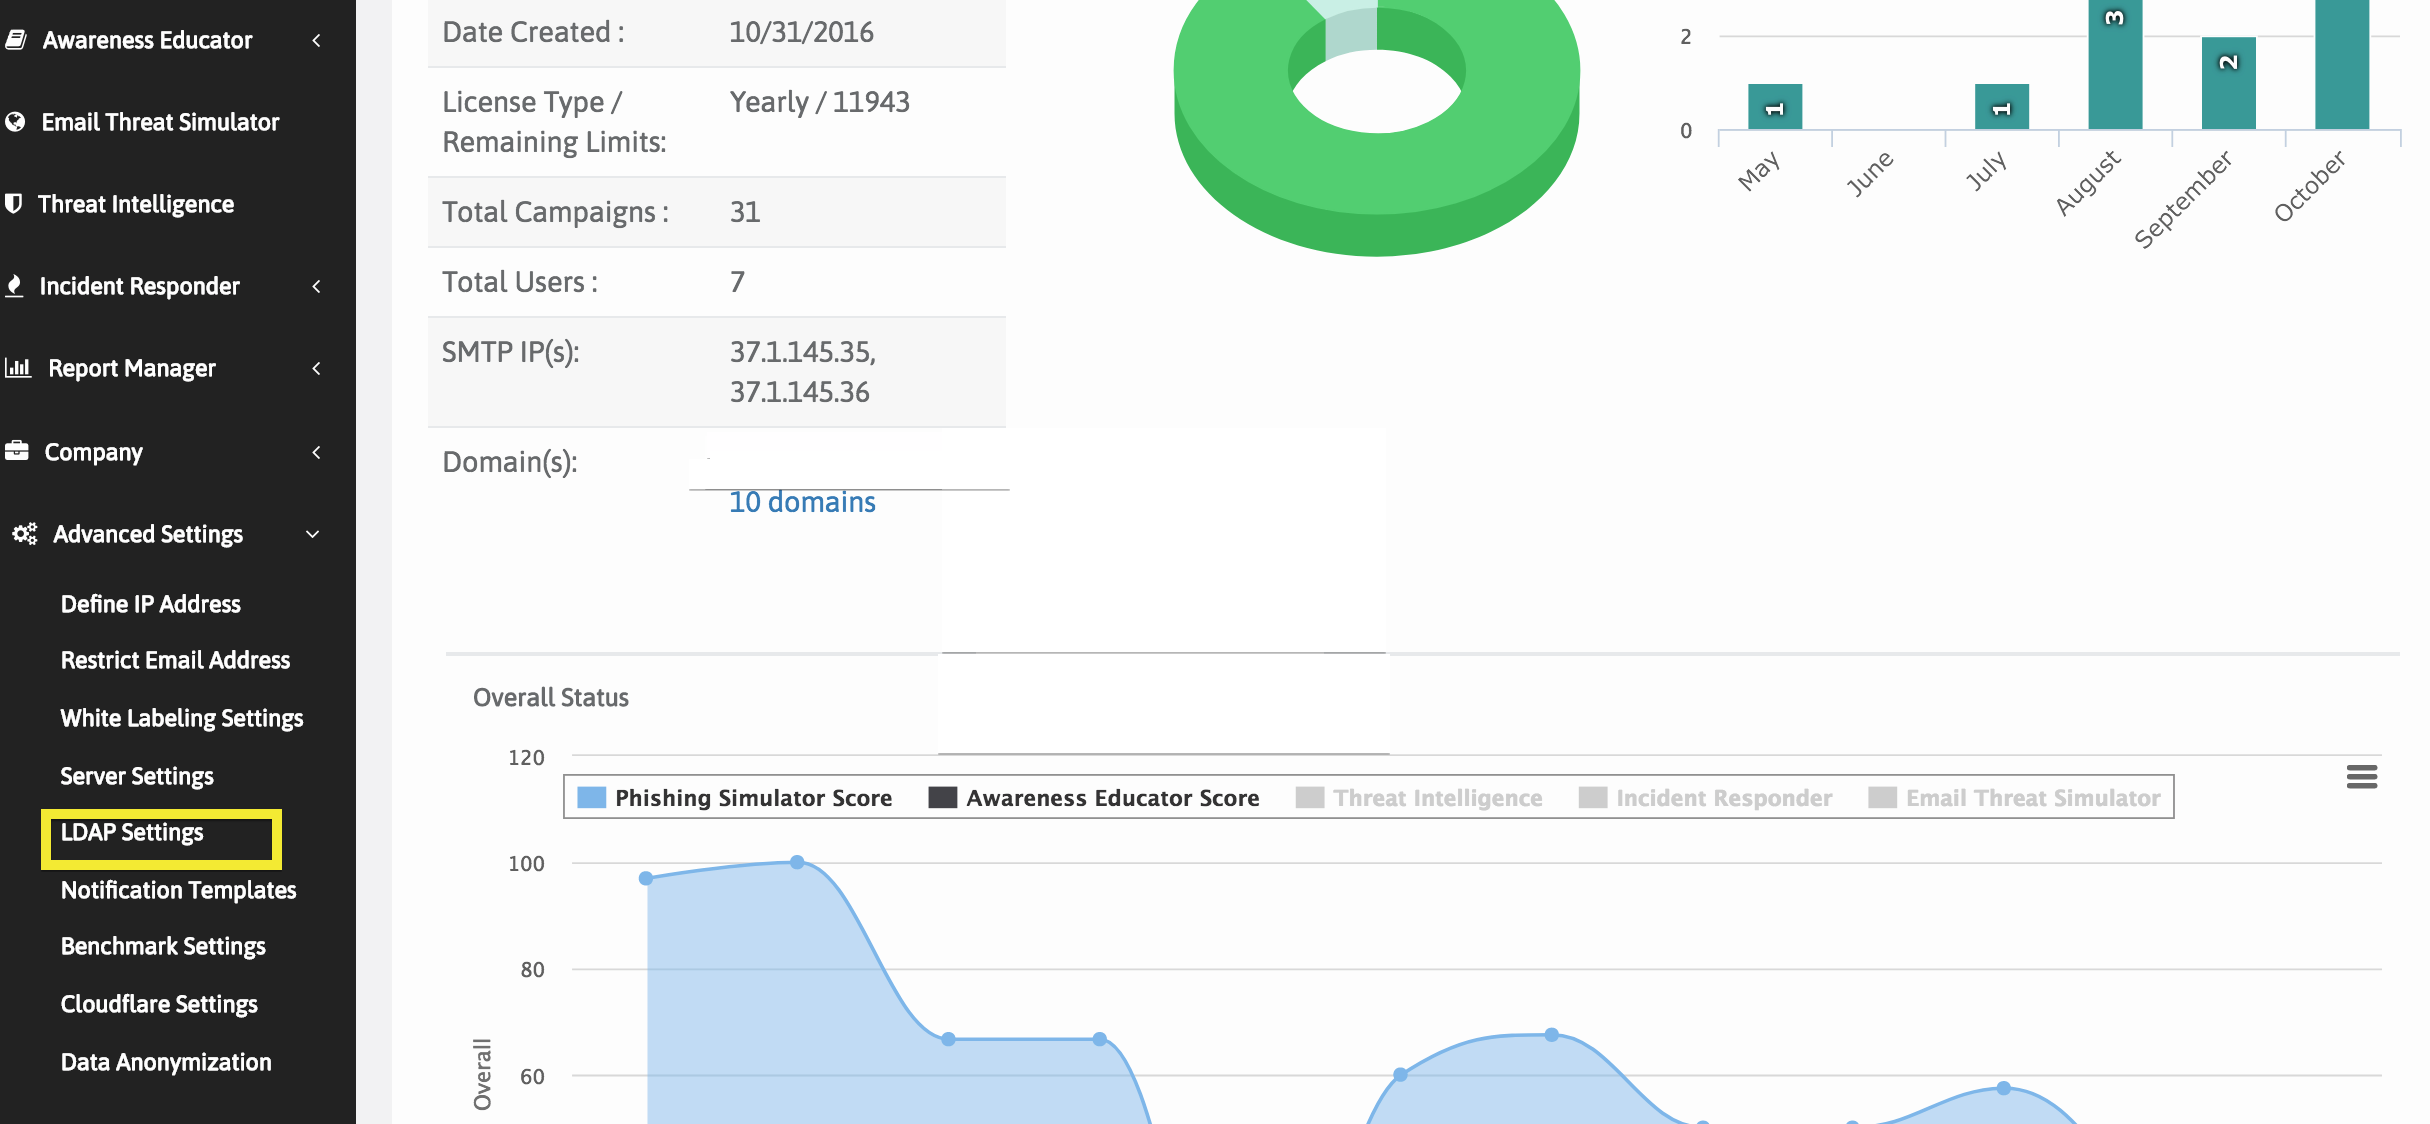 Awareness Educator
Email Threat Simulator
Threat Intelligence
Incident Responder
Report Manager
Company
Advanced Settings
Define IP Address
Restrict Email Address
White Labeling Settings
Server Settings
LDAP Settings
Notification Templates
Benchmark Settings
Cloudflare Settings
Data Anonymization
Date Created : 10/31/2016
License Type / Yearly / 11943
Remaining Limits:
Total Campaigns : 31
Total Users : 7
SMTP IP(s): 37.1.145.35,
37.1.145.36
Domain(s):
10 domains
2
0
1
1
3
2
May
June
July
August
September
October
Overall Status
120
Phishing Simulator Score Awareness Educator Score Threat Intelligence Incident Responder Email Threat Simulator
100
80
60
Overall